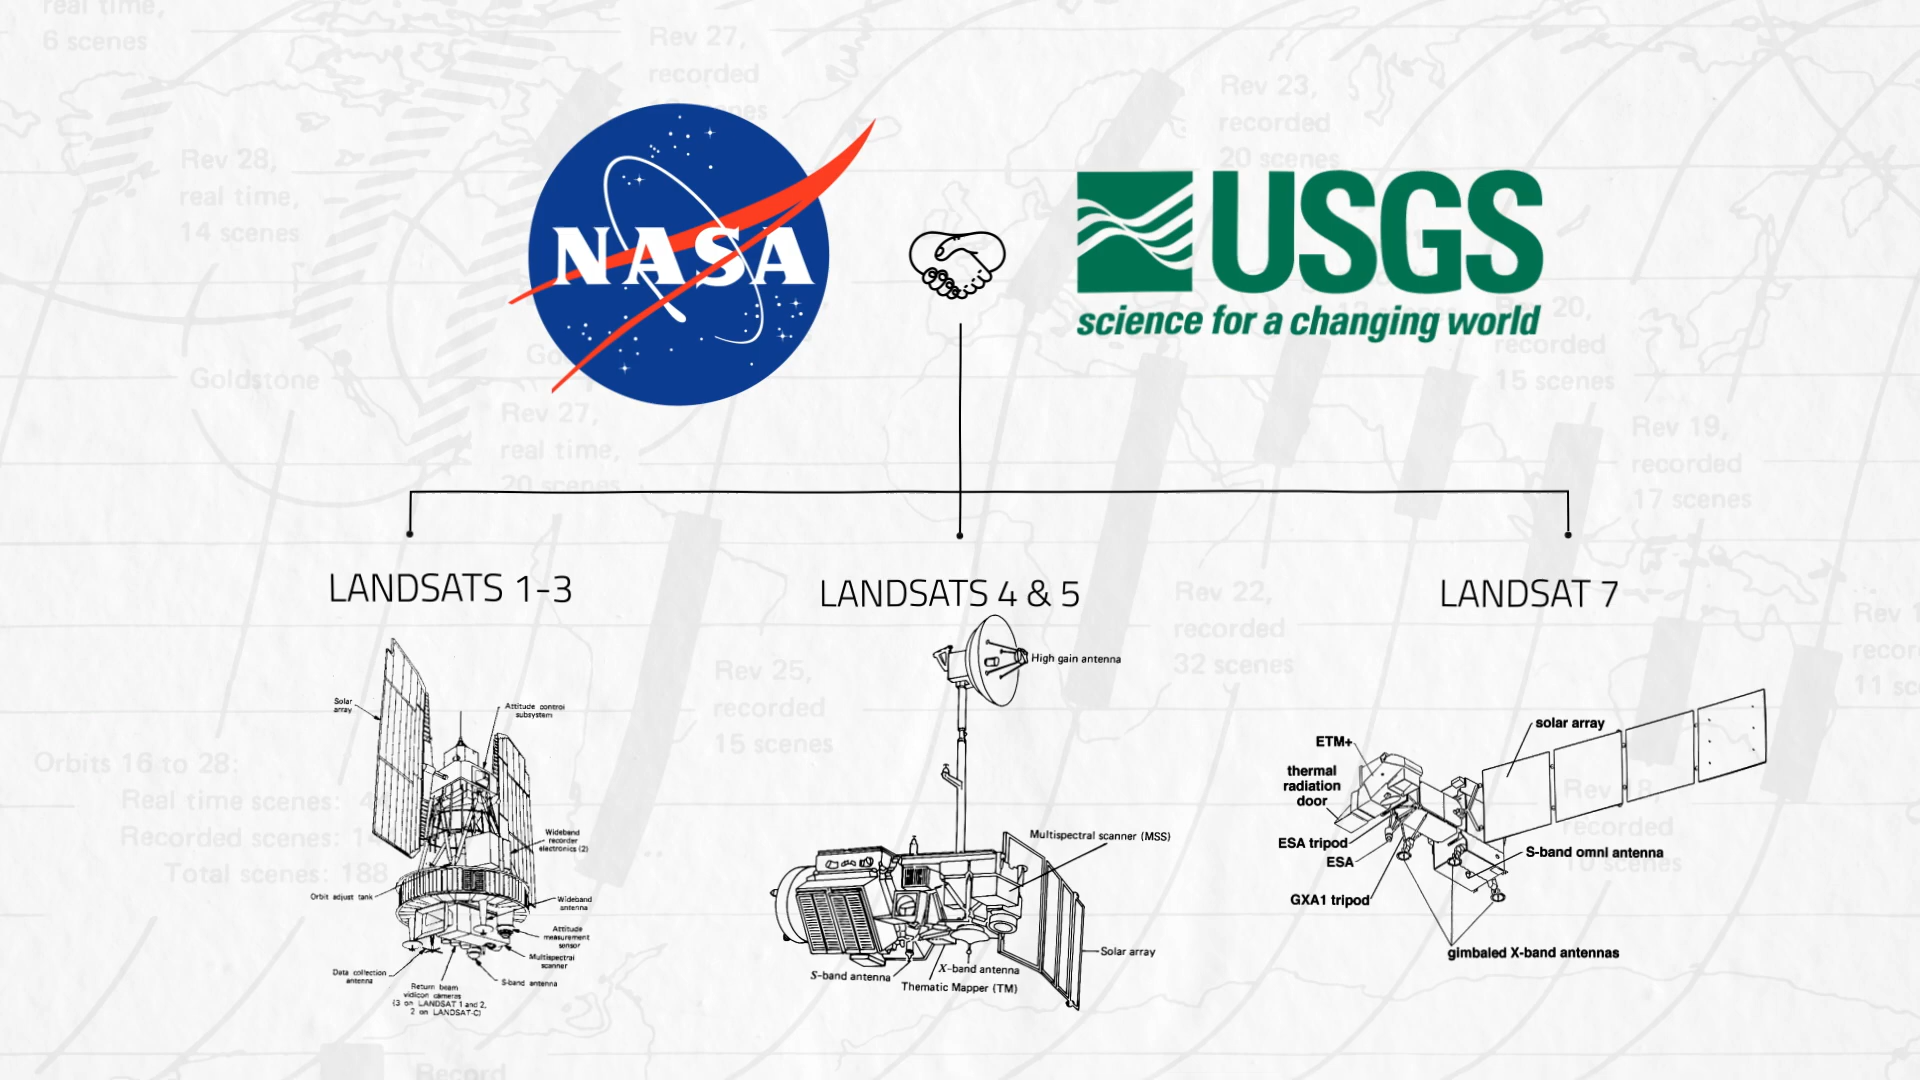 real time,
6 scenes
Rev 27,
recorded
Rev 23,
recorded
20 scenes
Rev 28,
real time,
14 scenes
NASA
USGS
science for a changing world
20,
recorded
15 scenes
Goldstone
Rev 27,
real time,
20 scenes
Rev 19,
recorded
17 scenes
LANDSATS 1-3
LANDSATS 4 & 5
LANDSAT 7
Rev 22,
recorded
32 scenes
Rev 25,
recorded
15 scenes
Orbits 16 to 28:
Real time scenes:
Recorded scenes:
Total scenes: 188
Solar
array
Attitude control
subsystem
Wideband
recorder
electronics (2)
Orbit adjust tank
Wideband
antenna
Attitude
measurement
sensor
Multispectral
scanner
S-band antenna
Data collection
antenna
Return beam
vidicon cameras
(3 on LANDSAT 1 and 2,
2 on LANDSAT-C)
High gain antenna
Multispectral scanner (MSS)
Solar array
X-band antenna
S-band antenna
Thematic Mapper (TM)
solar array
ETM+
thermal
radiation
door
ESA tripod
ESA
GXA1 tripod
S-band omni antenna
gimbaled X-band antennas
recorded
scenes
Record